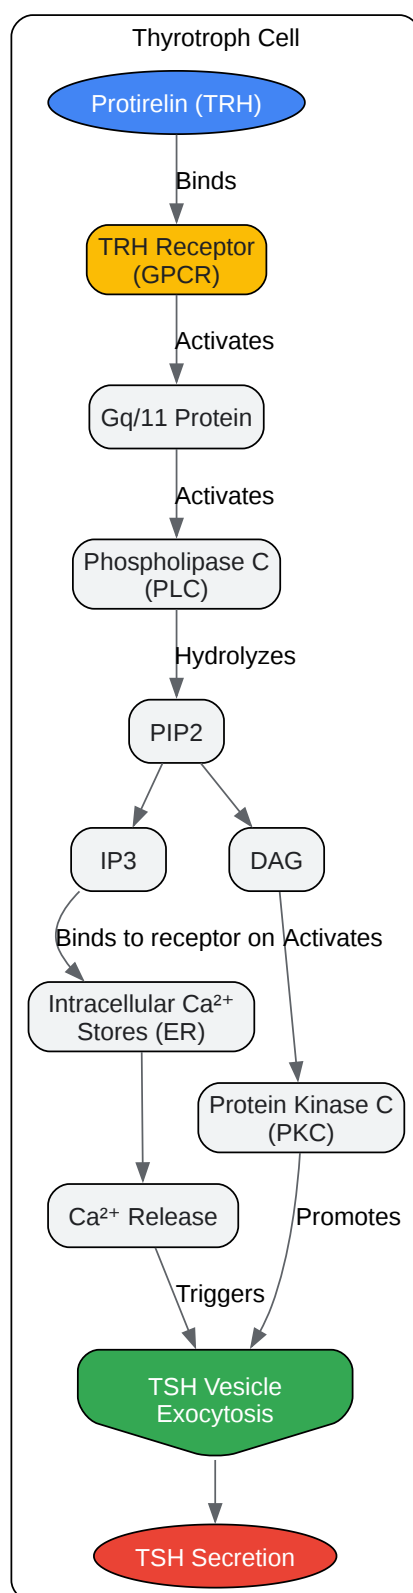 Thyrotroph Cell
Protirelin (TRH)
Binds
TRH Receptor
(GPCR)
Activates
Gq/11 Protein
Activates
Phospholipase C
(PLC)
Hydrolyzes
PIP2
IP3
DAG
Binds to receptor on
Activates
Intracellular Ca²⁺
Stores (ER)
Protein Kinase C
(PKC)
Ca²⁺ Release
Promotes
Triggers
TSH Vesicle
Exocytosis
TSH Secretion